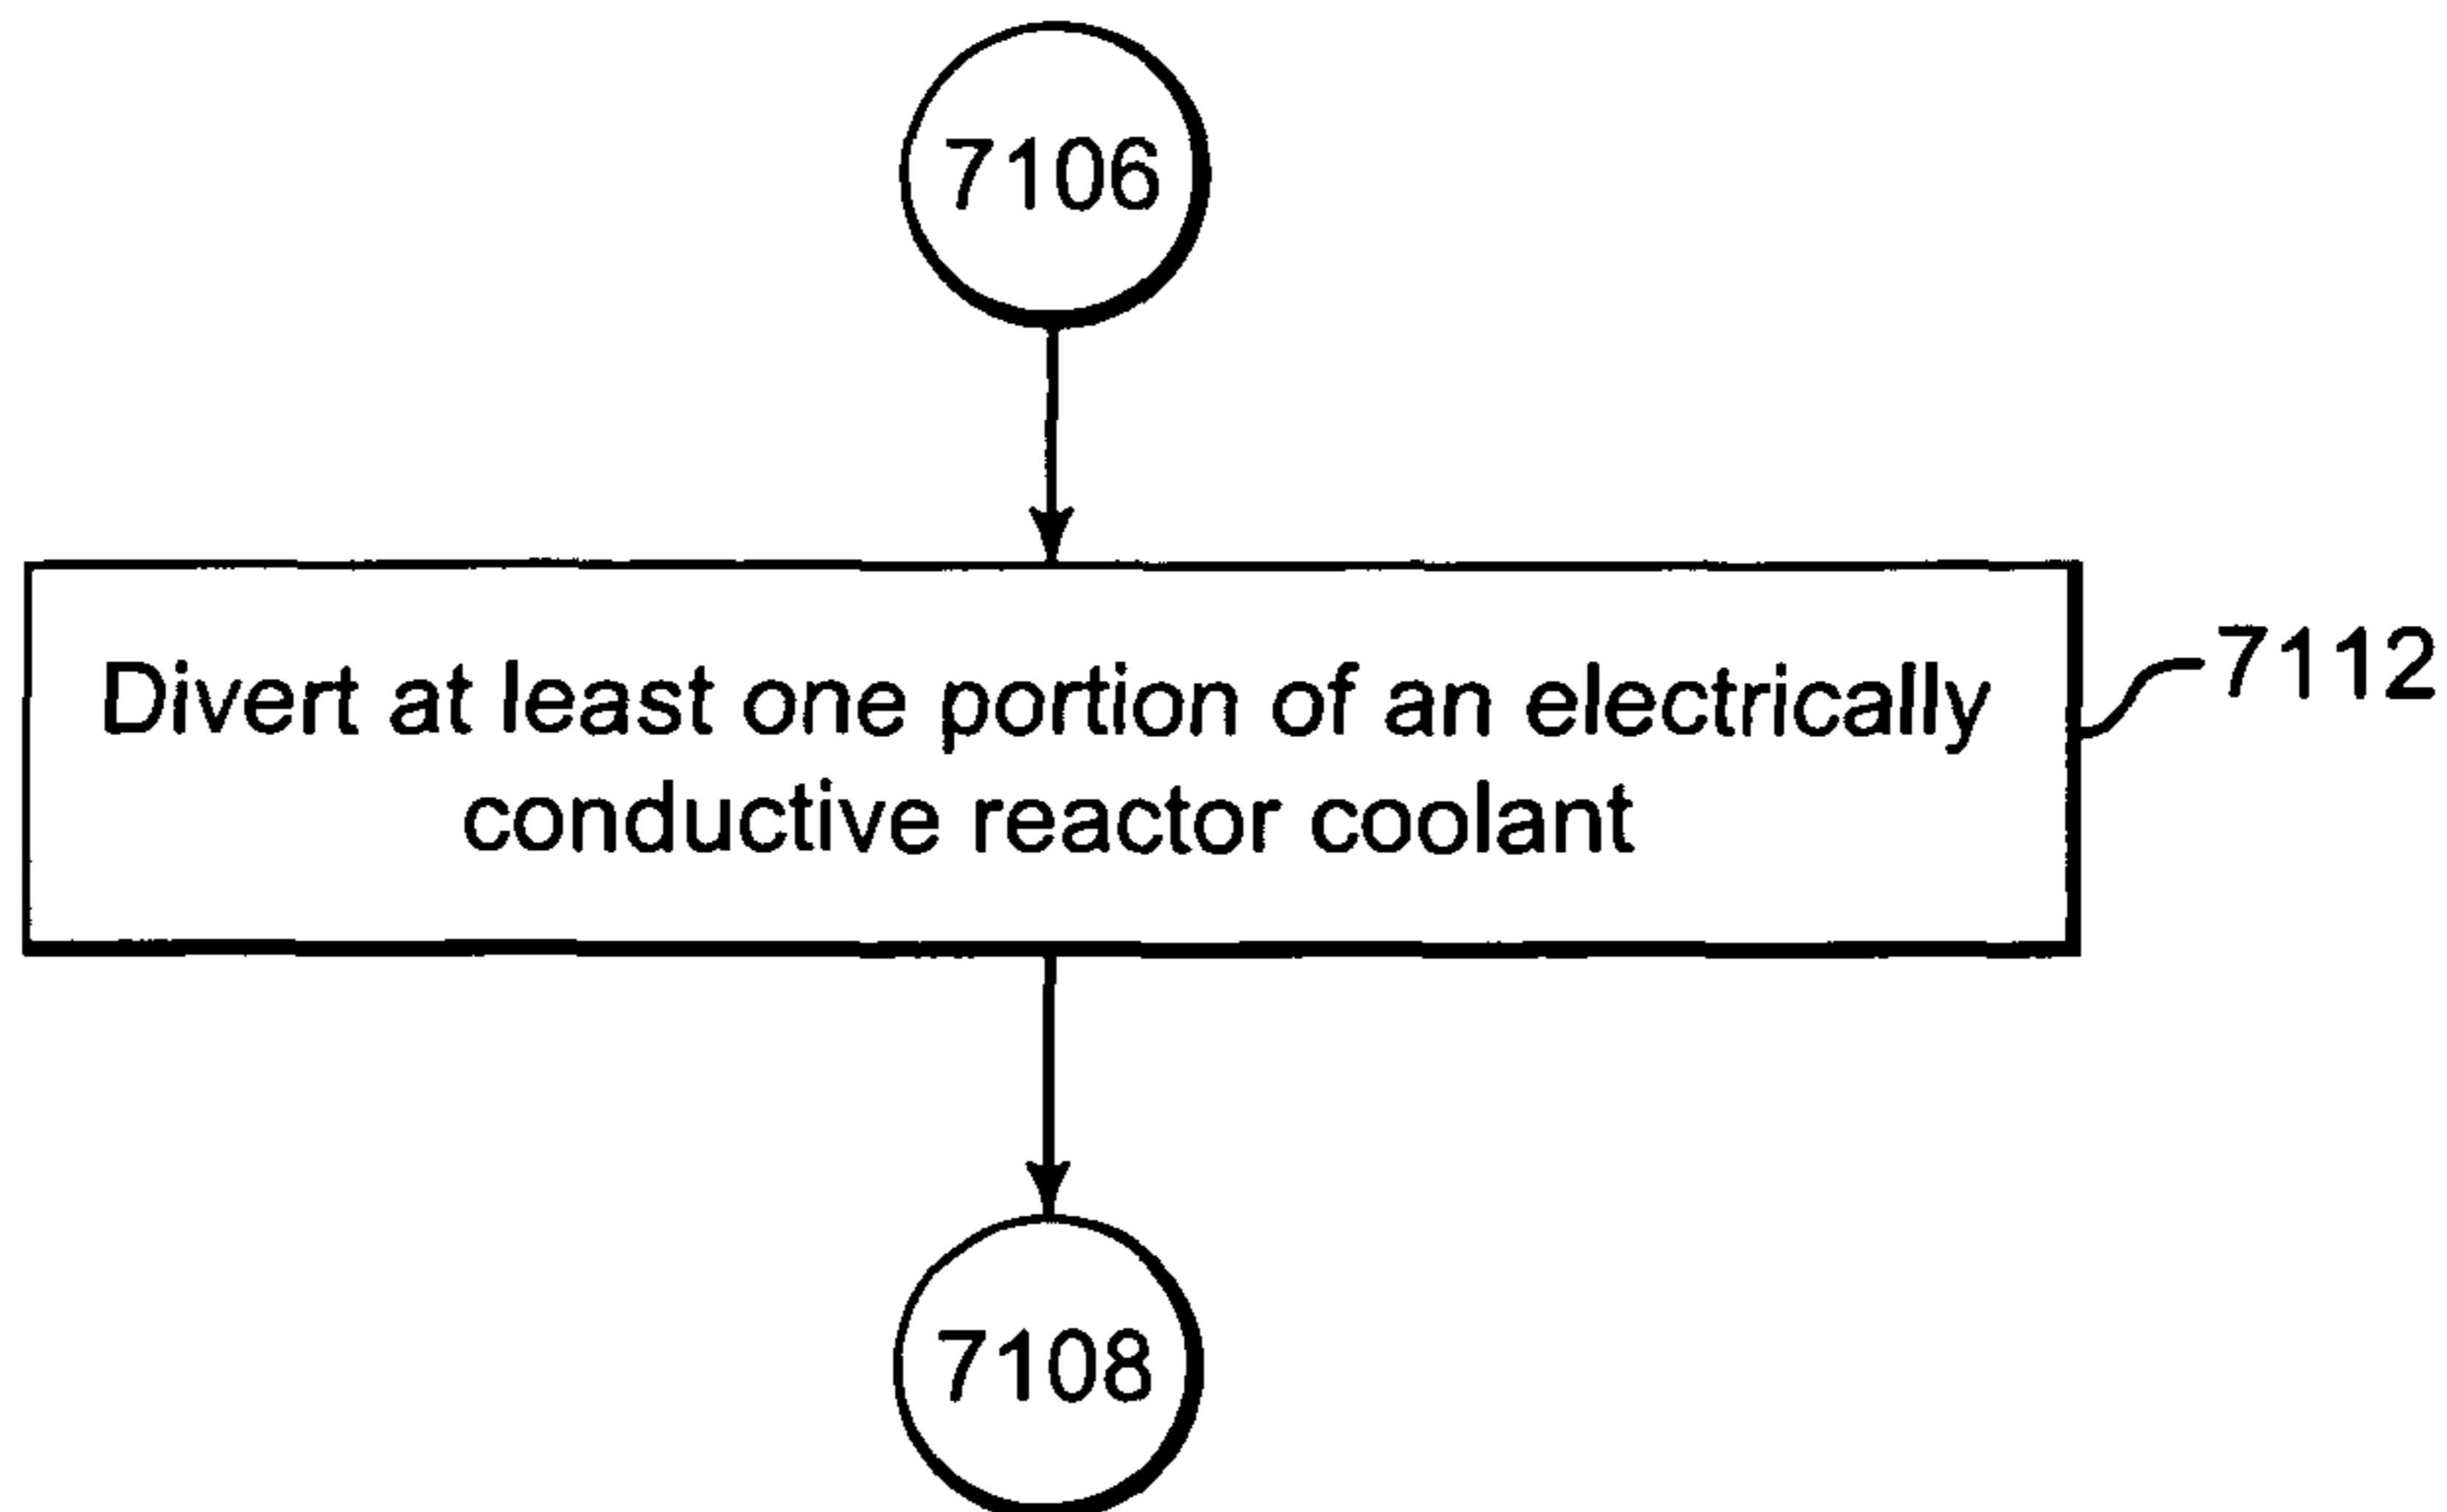 7106
Divert at least one portion of an electrically
conductive reactor coolant
7112
7108